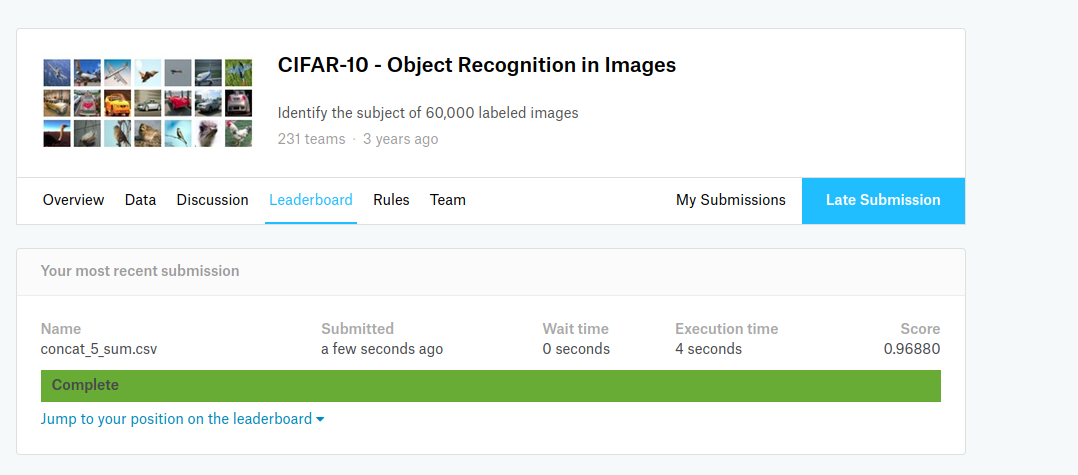 CIFAR-10 - Object Recognition in Images
Identify the subject of 60,000 labeled images
231 teams · 3 years ago
Overview Data Discussion Leaderboard Rules Team My Submissions Late Submission
Your most recent submission
Name Submitted Wait time Execution time Score
concat_5_sum.csv a few seconds ago 0 seconds 4 seconds 0.96880
Complete
Jump to your position on the leaderboard